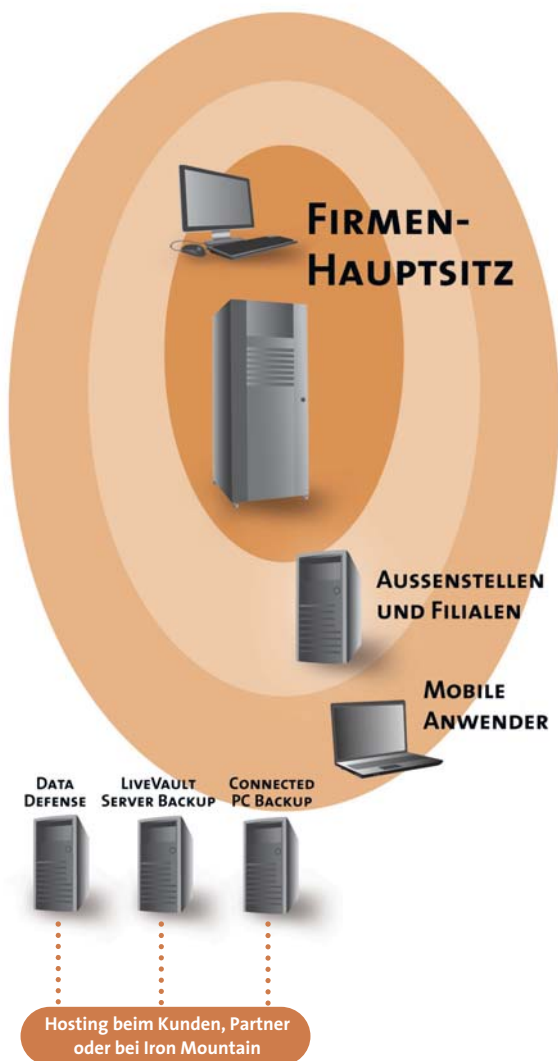 FIRMEN-
HAUPTSITZ
AUSSENSTELLEN
UND FILIALEN
MOBILE
ANWENDER
DATA
DEFENSE
LIVEVAULT
SERVER BACKUP
CONNECTED
PC BACKUP
Hosting beim Kunden, Partner
oder bei Iron Mountain